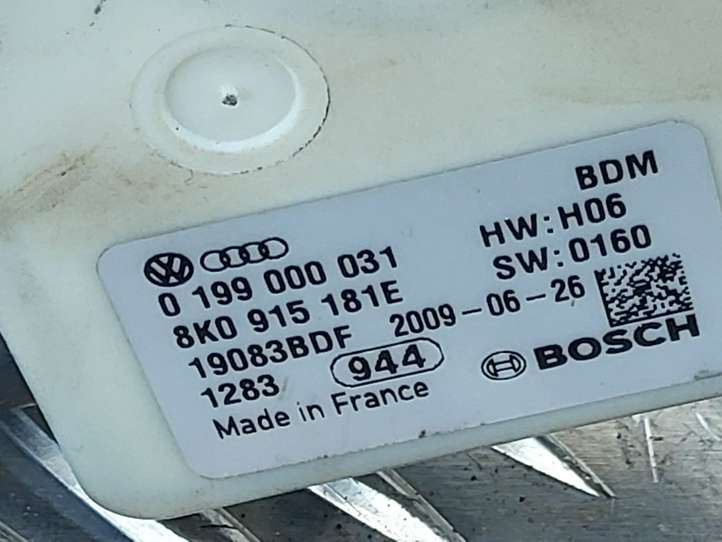 BDM
HW:H06
SW:0160
0 199 000 031
8K0 915 181E
19083BDF 2009-06-26
1283 944
BOSCH
Made in France